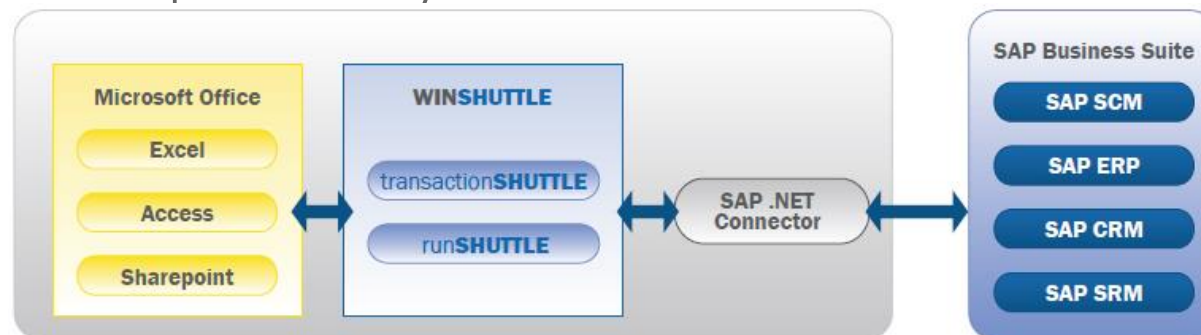 Microsoft Office
Excel
Access
Sharepoint
WINSHUTTLE
transactionSHUTTLE
runSHUTTLE
SAP .NET
Connector
SAP Business Suite
SAP SCM
SAP ERP
SAP CRM
SAP SRM